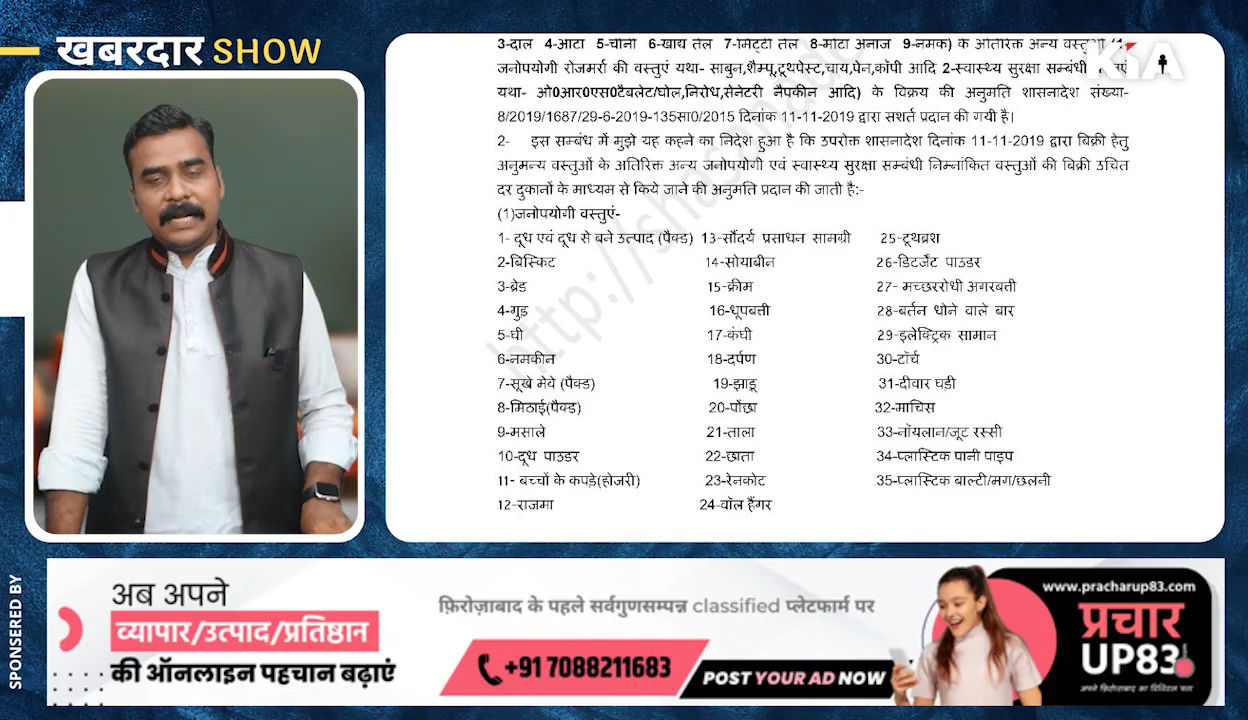 खबरदार SHOW
KIA
3-दाल 4-आटा 5-चीनी 6-खाद्य तेल 7-मिट्टी तेल 8-मोटा अनाज 9-नमक) के अतिरिक्त अन्य
जनोपयोगी रोजमर्रा की वस्तुएं यथा- साबुन,शैम्पू,टूथपेस्ट,चाय,पेन,कॉपी आदि 2-स्वास्थ्य सुरक्षा सम्बंधी
यथा- ओ0आर0एस0टैबलेट/घोल,निरोध,सेनेटरी नैपकीन आदि) के विक्रय की अनुमति शासनादेश संख्या-
8/2019/1687/29-6-2019-135सा0/2015 दिनांक 11-11-2019 द्वारा सशर्त प्रदान की गयी है।
2- इस सम्बंध में मुझे यह कहने का निदेश हुआ है कि उपरोक्त शासनादेश दिनांक 11-11-2019 द्वारा बिक्री हेतु
अनुमन्य वस्तुओं के अतिरिक्त अन्य जनोपयोगी एवं स्वास्थ्य सुरक्षा सम्बंधी निम्नांकित वस्तुओं की बिक्री उचित
दर दुकानों के माध्यम से किये जाने की अनुमति प्रदान की जाती है:-
(1)जनोपयोगी वस्तुएं-
1- दूध एवं दूध से बने उत्पाद (पैक्ड) 13-सौंदर्य प्रसाधन सामग्री 25-टूथब्रश
2-बिस्किट 14-सोयाबीन 26-डिटर्जेंट पाउडर
3-ब्रेड 15-क्रीम 27- मच्छररोधी अगरबत्ती
4-गुड़ 16-धूपबत्ती 28-बर्तन धोने वाले बार
5-घी 17-कंघी 29-इलेक्ट्रिक सामान
6-नमकीन 18-दर्पण 30-टॉर्च
7-सूखे मेवे (पैक्ड) 19-झाडू 31-दीवार घड़ी
8-मिठाई(पैक्ड) 20-पोंछा 32-माचिस
9-मसाले 21-ताला 33-नॉयलान/जूट रस्सी
10-दूध पाउडर 22-छाता 34-प्लास्टिक पानी पाइप
11- बच्चों के कपड़े(होजरी) 23-रेनकोट 35-प्लास्टिक बाल्टी/मग/छलनी
12-राजमा 24-वॉल हैंगर
SPONSERED BY
अब अपने
व्यापार/उत्पाद/प्रतिष्ठान
की ऑनलाइन पहचान बढ़ाएं
फ़िरोज़ाबाद के पहले सर्वगुणसम्पन्न classified प्लेटफार्म पर
+91 7088211683
POST YOUR AD NOW
www.pracharup83.com
प्रचार
UP83
अपने फ़िरोज़ाबाद का डिजिटल पता